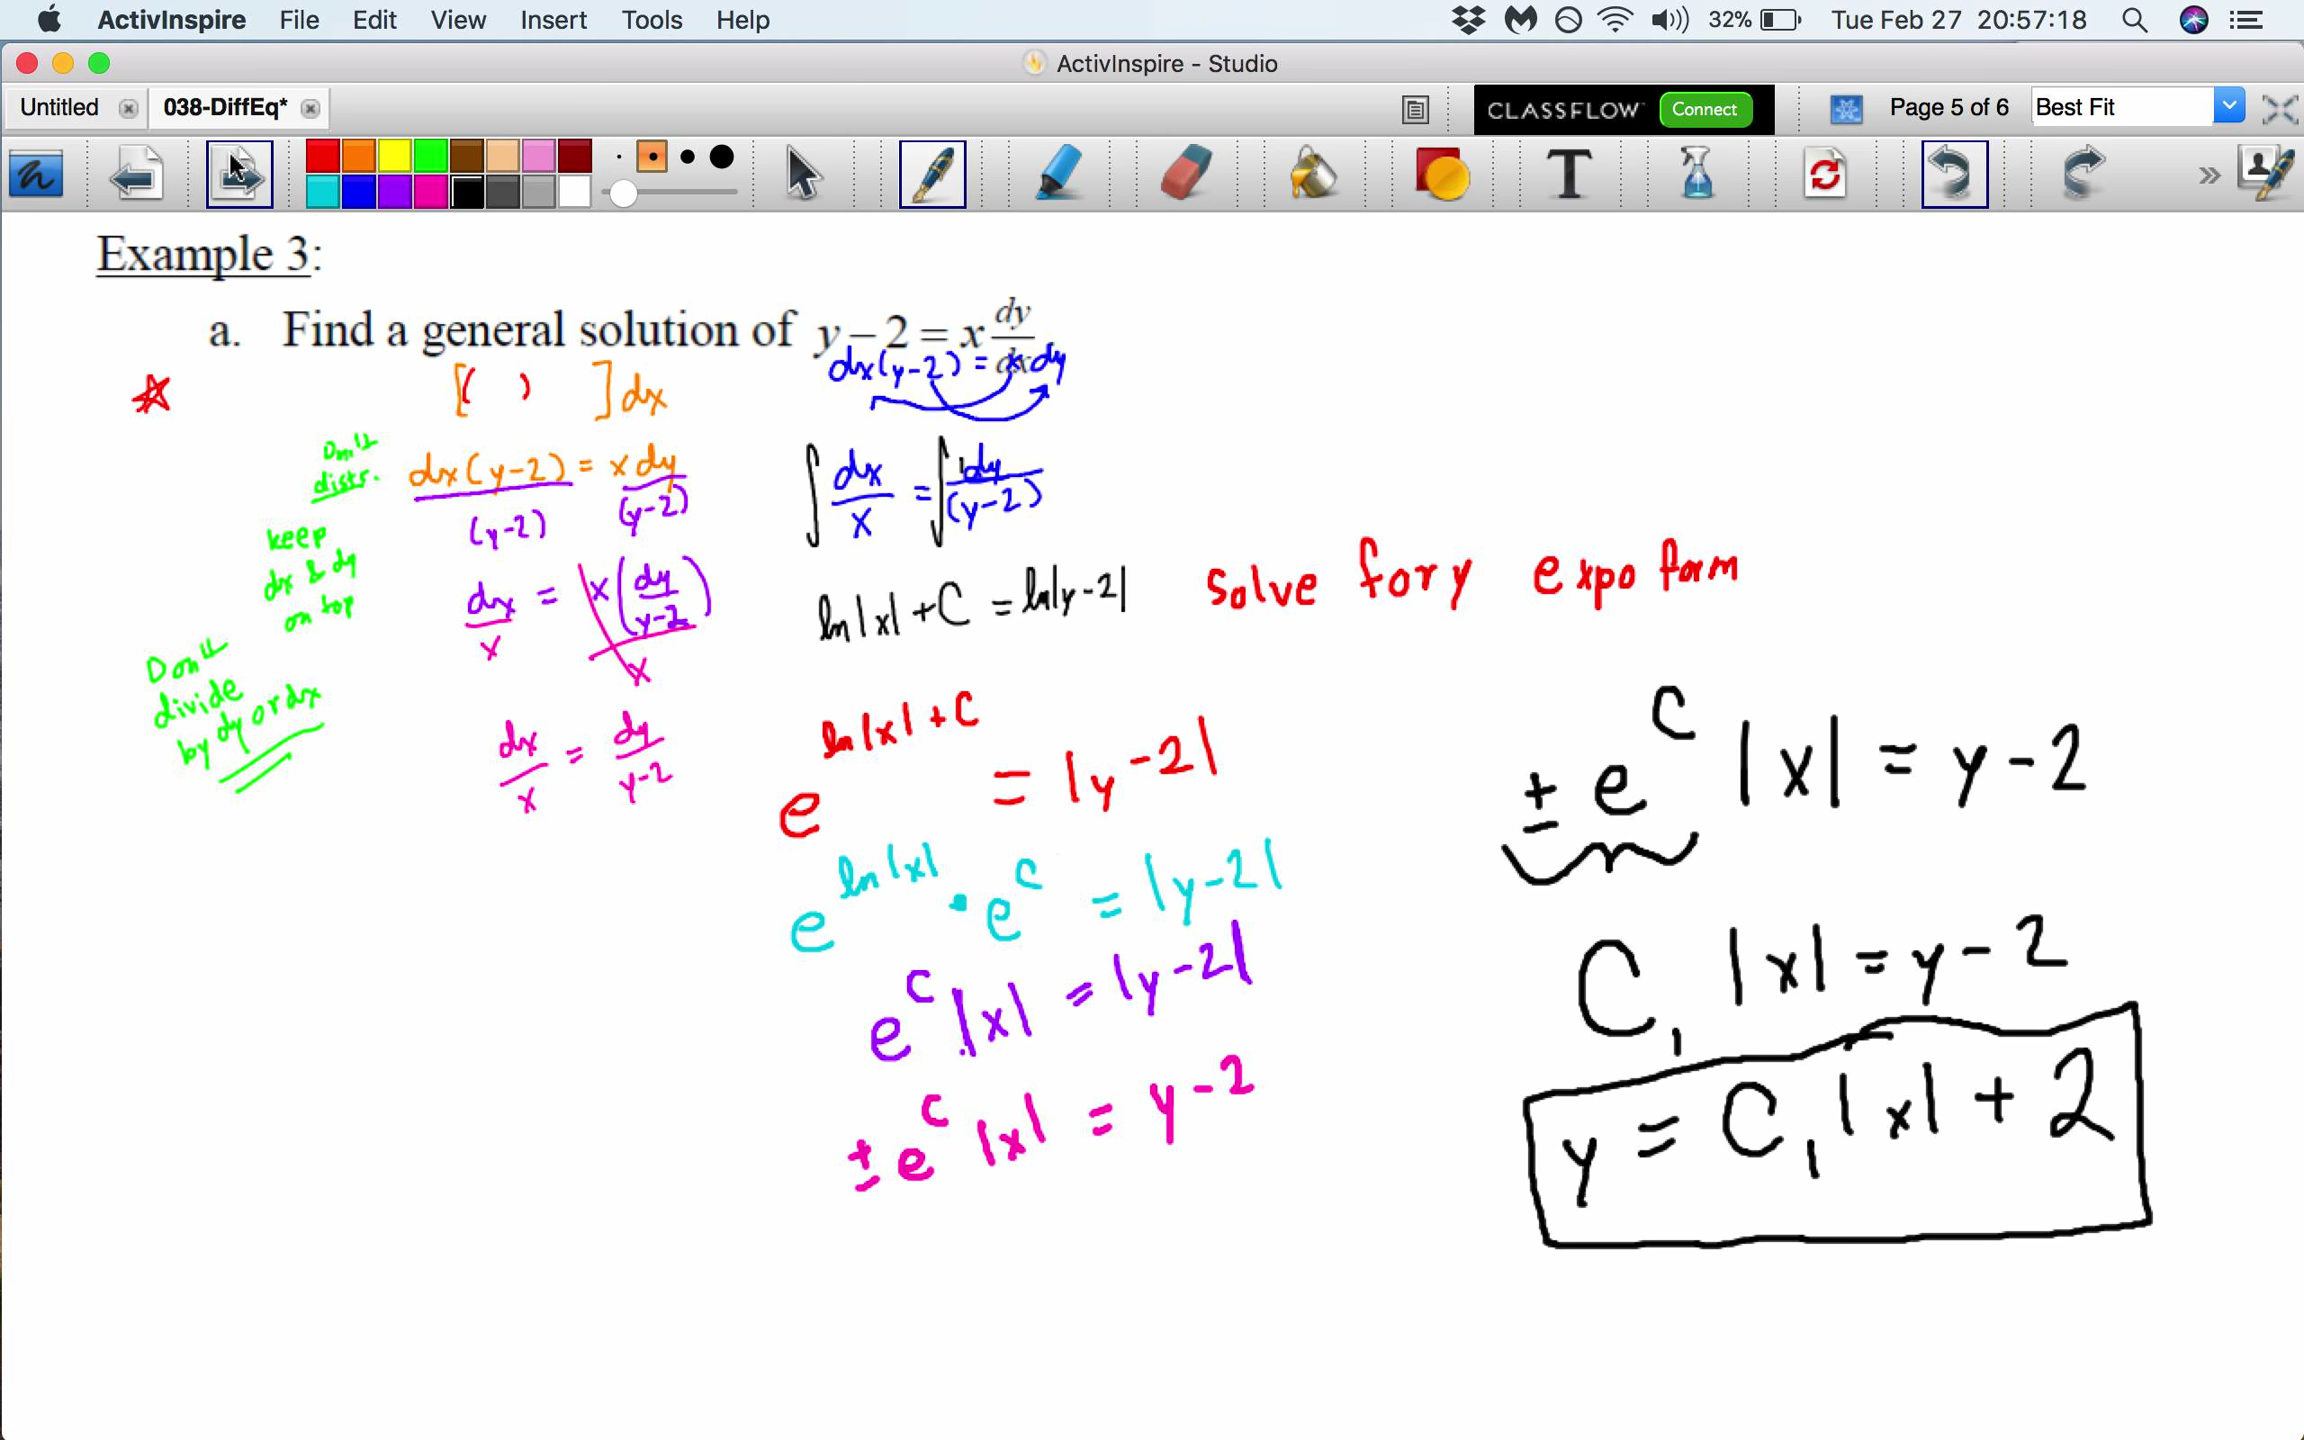 ActivInspire File Edit View Insert Tools Help 32% Tue Feb 27 20:57:18
ActivInspire - Studio
Untitled 038-DiffEq* CLASSFLOW Connect Page 5 of 6 Best Fit
Example 3:
a. Find a general solution of y − 2 = x dy/dx
dx(y-2) = x dy
[( )] dx
Don't distr.
dx(y-2)/(y-2) = x dy/(y-2)
∫ dx/x = ∫ 1dy/(y-2)
keep
dx & dy
on top
dx/x = x(dy/y-2)/x
ln|x| + C = ln|y-2|
solve for y expo form
Don't
divide
by dy or dx
dx/x = dy/y-2
e^(ln|x| + C) = |y-2|
e^(ln|x|) · e^C = |y-2|
e^C |x| = |y-2|
± e^C |x| = y-2
± e^C |x| = y-2
C₁ |x| = y-2
y = C₁|x| + 2